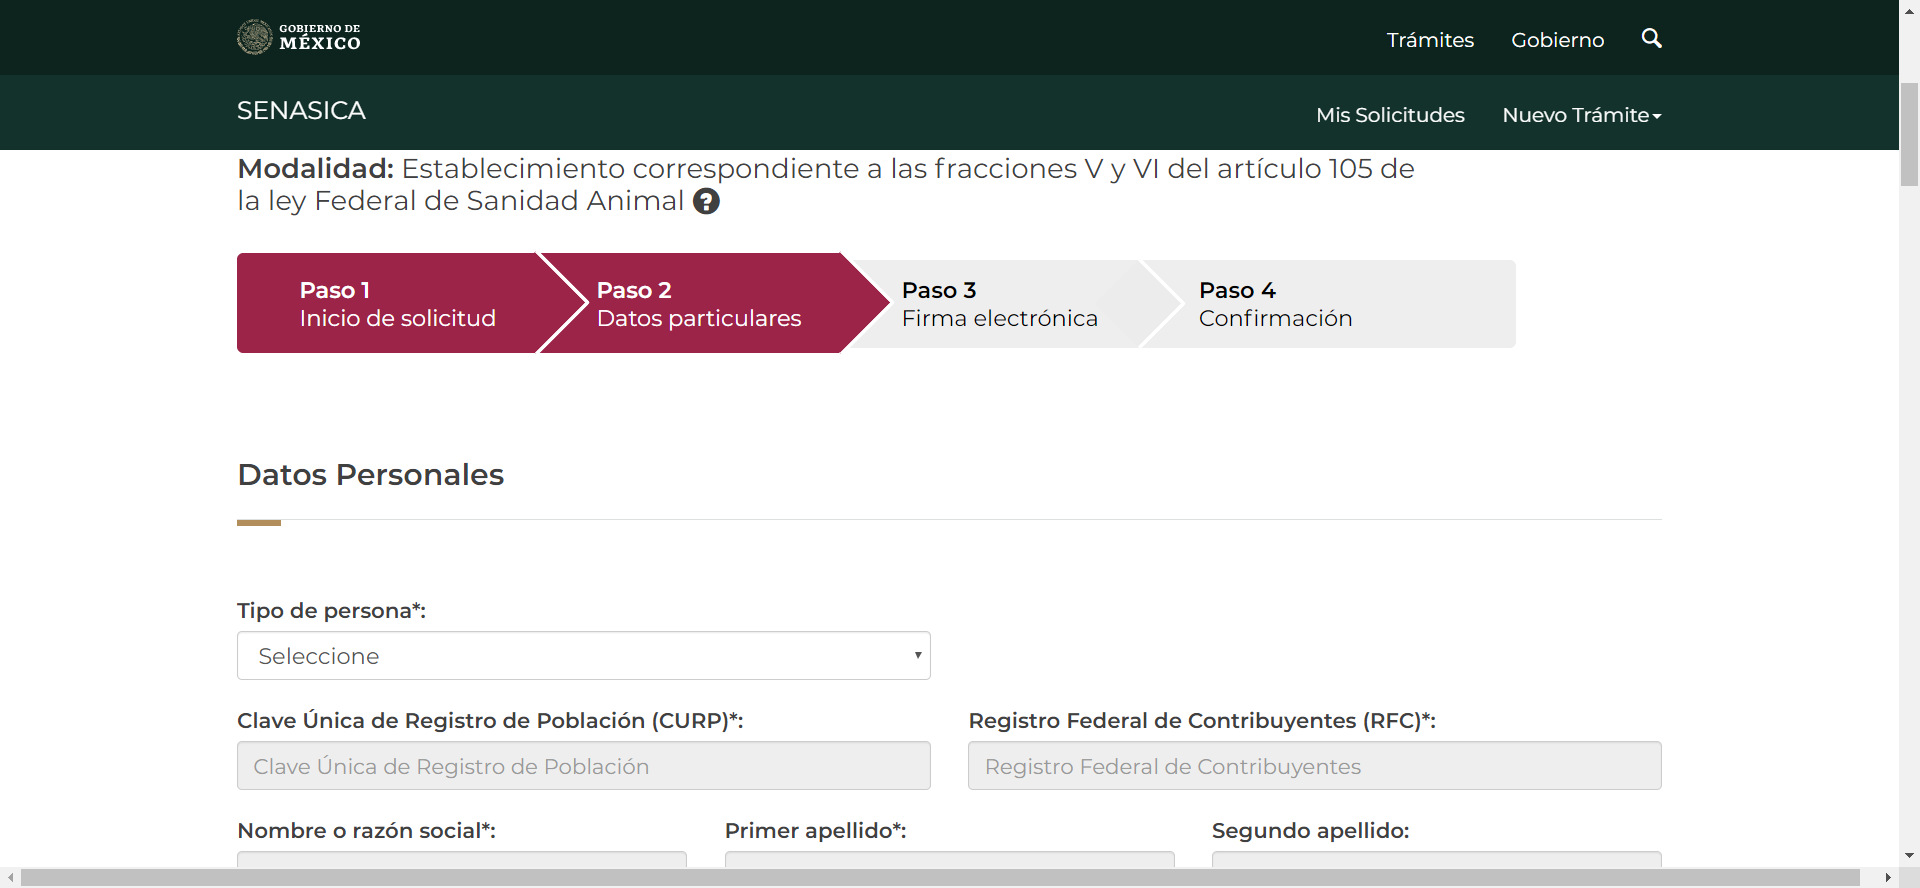 GOBIERNO DE
MÉXICO
Trámites
Gobierno
SENASICA
Mis Solicitudes
Nuevo Trámite
Modalidad: Establecimiento correspondiente a las fracciones V y VI del artículo 105 de
la ley Federal de Sanidad Animal ?
Paso 1
Inicio de solicitud
Paso 2
Datos particulares
Paso 3
Firma electrónica
Paso 4
Confirmación
Datos Personales
Tipo de persona*:
Seleccione
Clave Única de Registro de Población (CURP)*:
Registro Federal de Contribuyentes (RFC)*:
Clave Única de Registro de Población
Registro Federal de Contribuyentes
Nombre o razón social*:
Primer apellido*:
Segundo apellido: